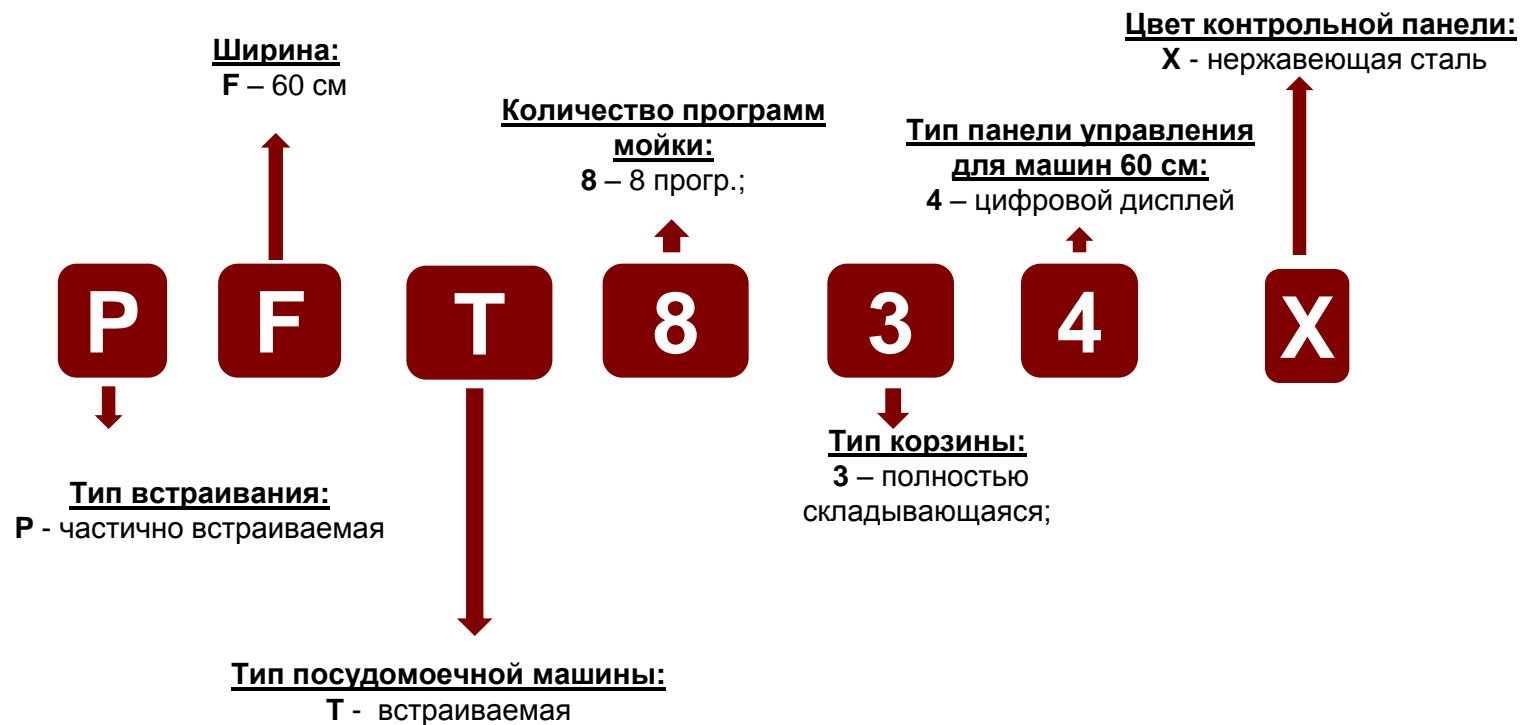 Цвет контрольной панели:
X - нержавеющая сталь
Ширина:
F – 60 см
Количество программ
мойки:
8 – 8 прогр.;
Тип панели управления
для машин 60 см:
4 – цифровой дисплей
P F T 8 3 4 X
Тип корзины:
3 – полностью
складывающаяся;
Тип встраивания:
P - частично встраиваемая
Тип посудомоечной машины:
T - встраиваемая